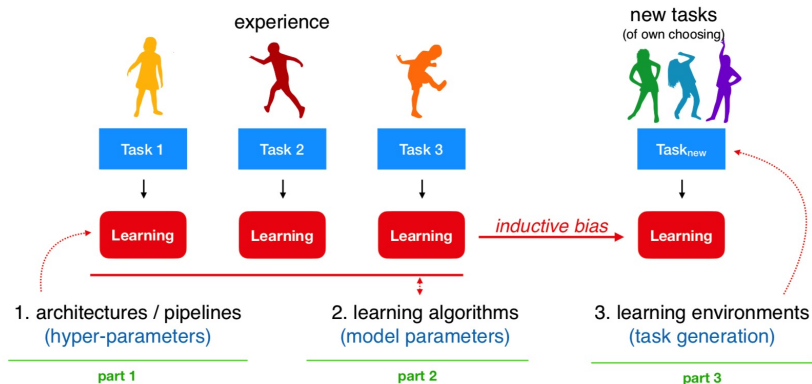 experience
new tasks
(of own choosing)
Task 1
Task 2
Task 3
Tasknew
Learning
Learning
Learning
inductive bias
Learning
1. architectures / pipelines
(hyper-parameters)
2. learning algorithms
(model parameters)
3. learning environments
(task generation)
part 1
part 2
part 3